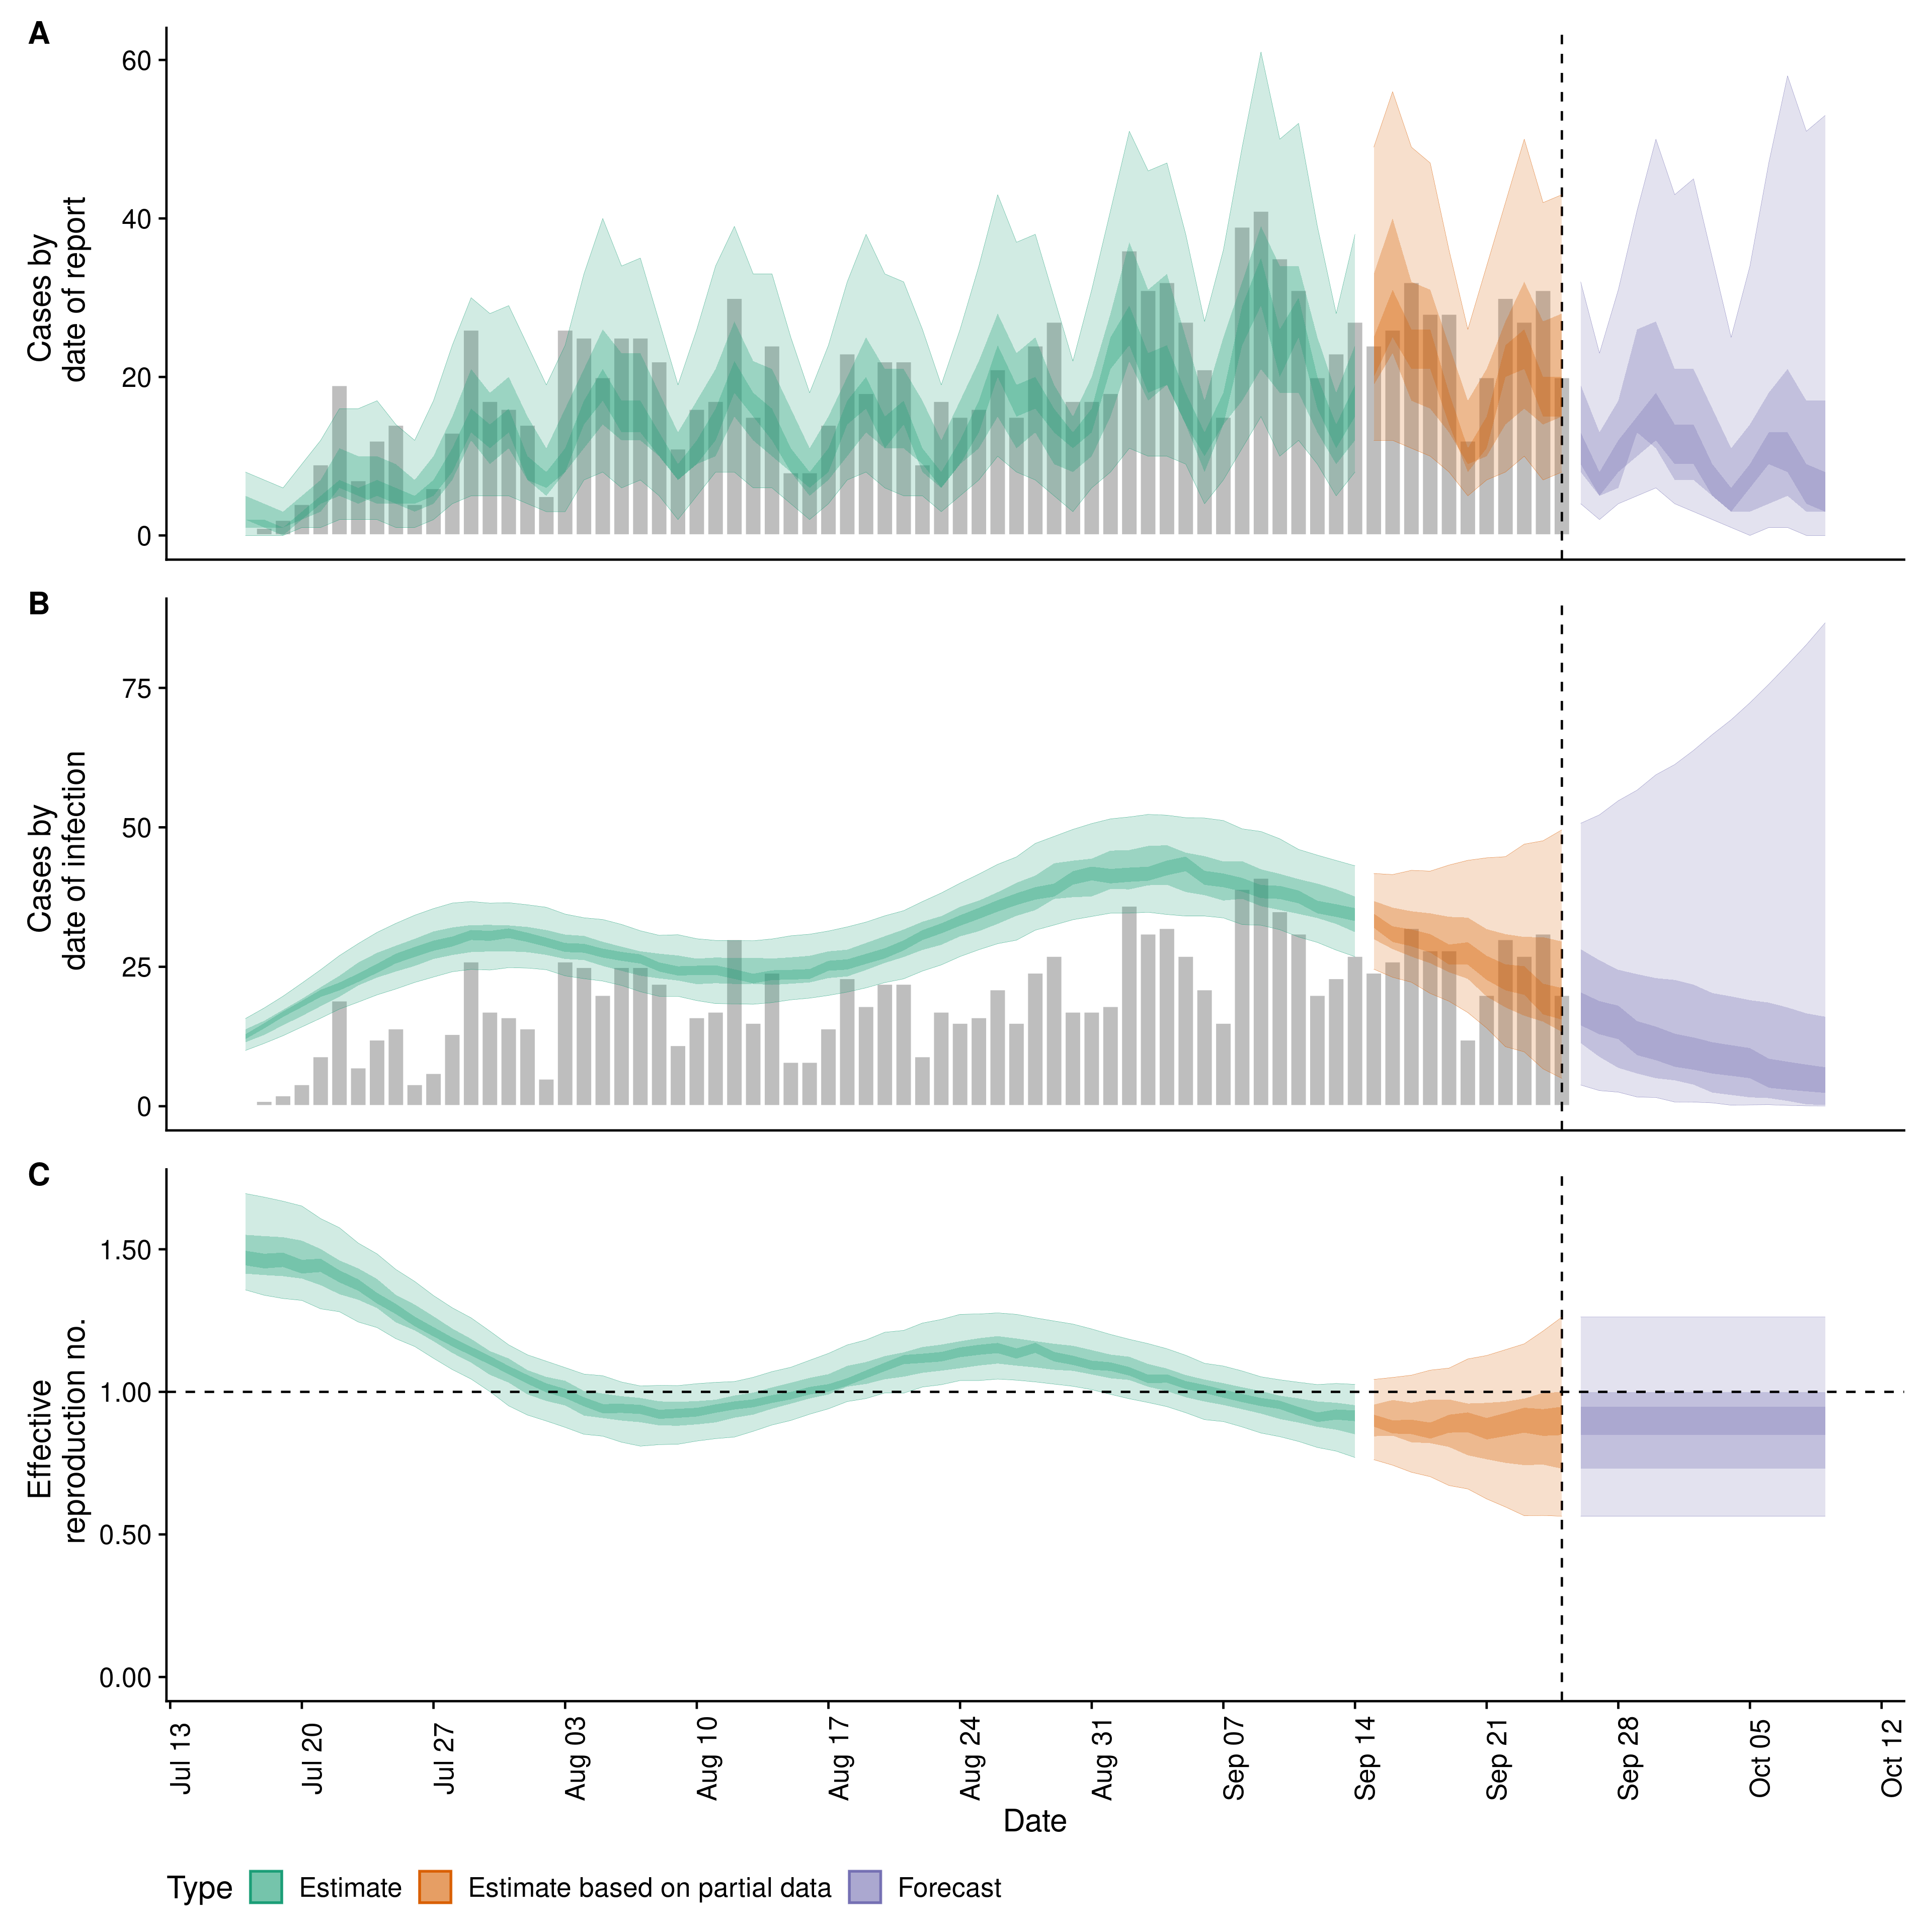 A
60
40
20
0
Cases by
date of report
B
75
50
25
0
Cases by
date of infection
C
1.50
1.00
0.50
0.00
Effective
reproduction no.
Jul 13
Jul 20
Jul 27
Aug 03
Aug 10
Aug 17
Aug 24
Aug 31
Sep 07
Sep 14
Sep 21
Sep 28
Oct 05
Oct 12
Date
Type Estimate Estimate based on partial data Forecast